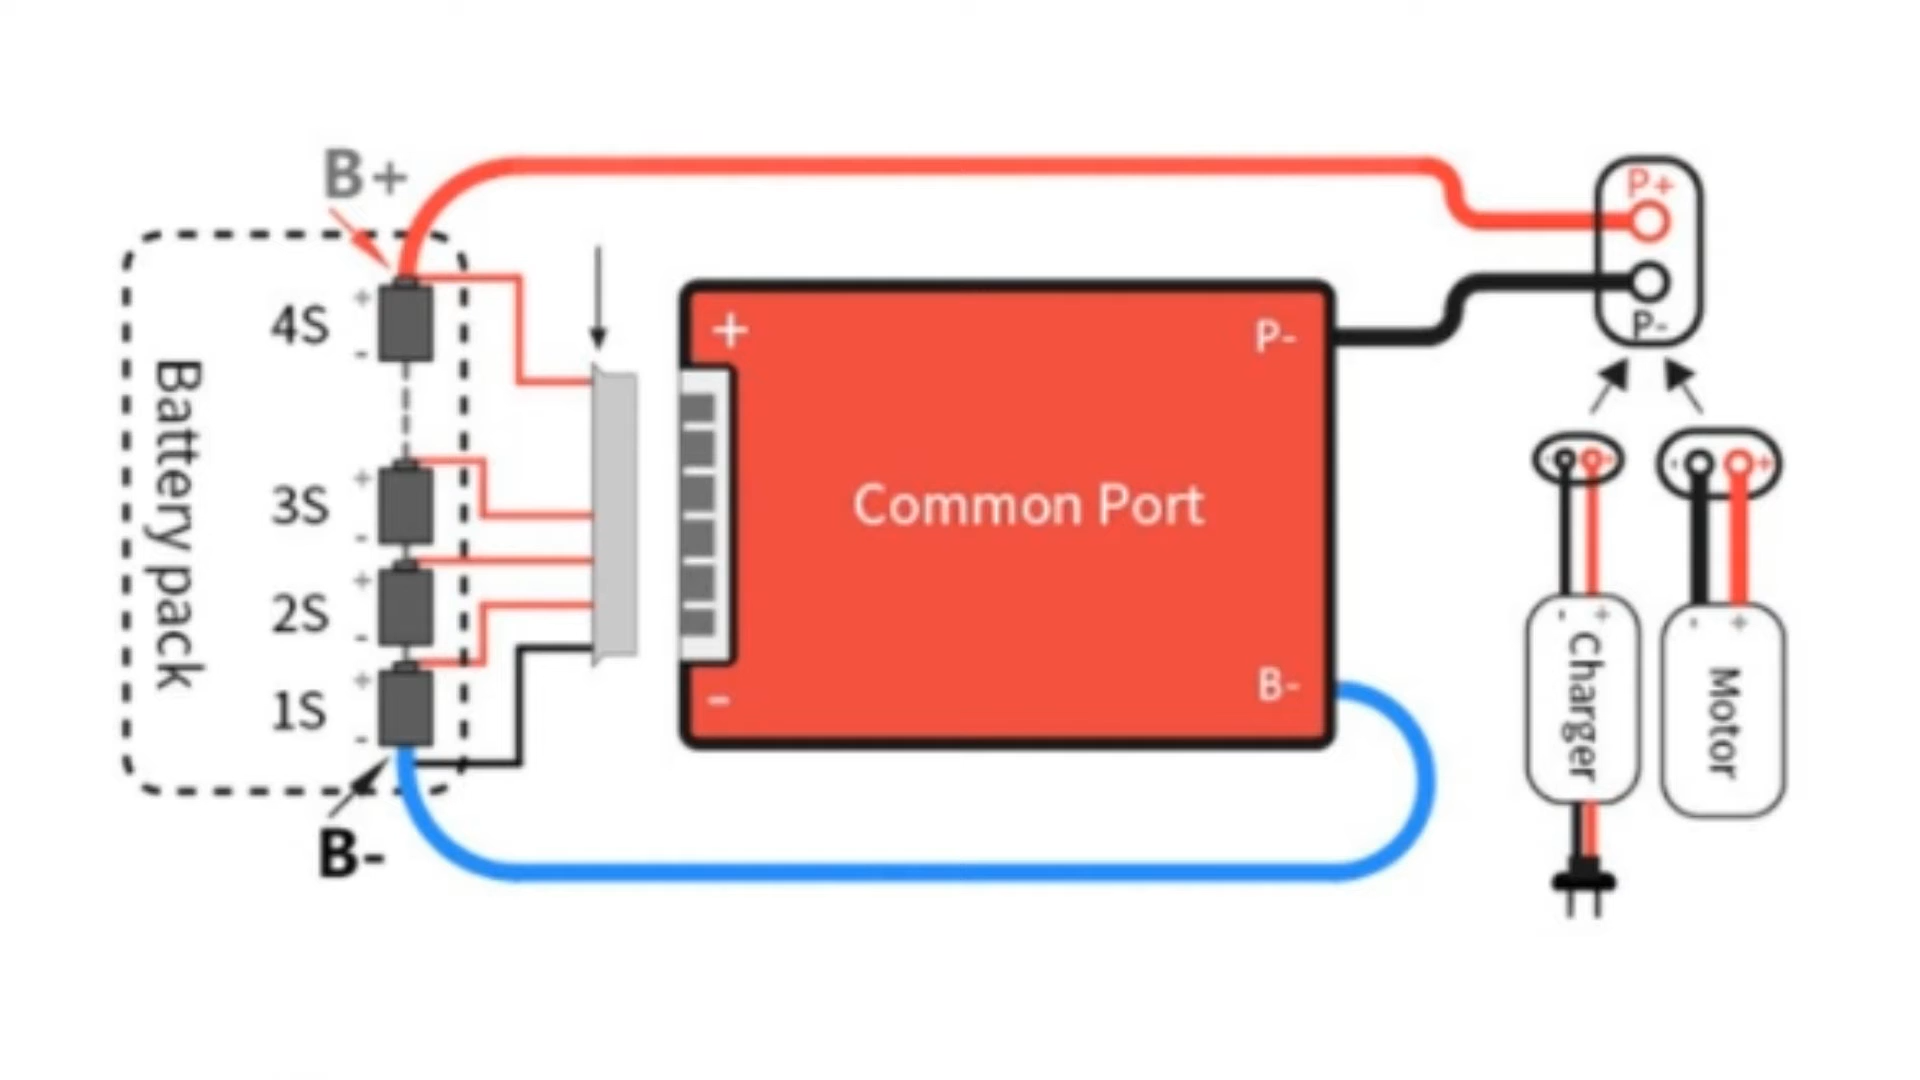 B+
P+
P-
4S
+
-
+
P-
3S
+
-
Common Port
2S
+
-
1S
+
-
-
B-
B-
Battery pack
-
+
-
+
-
+
-
+
Charger
Motor